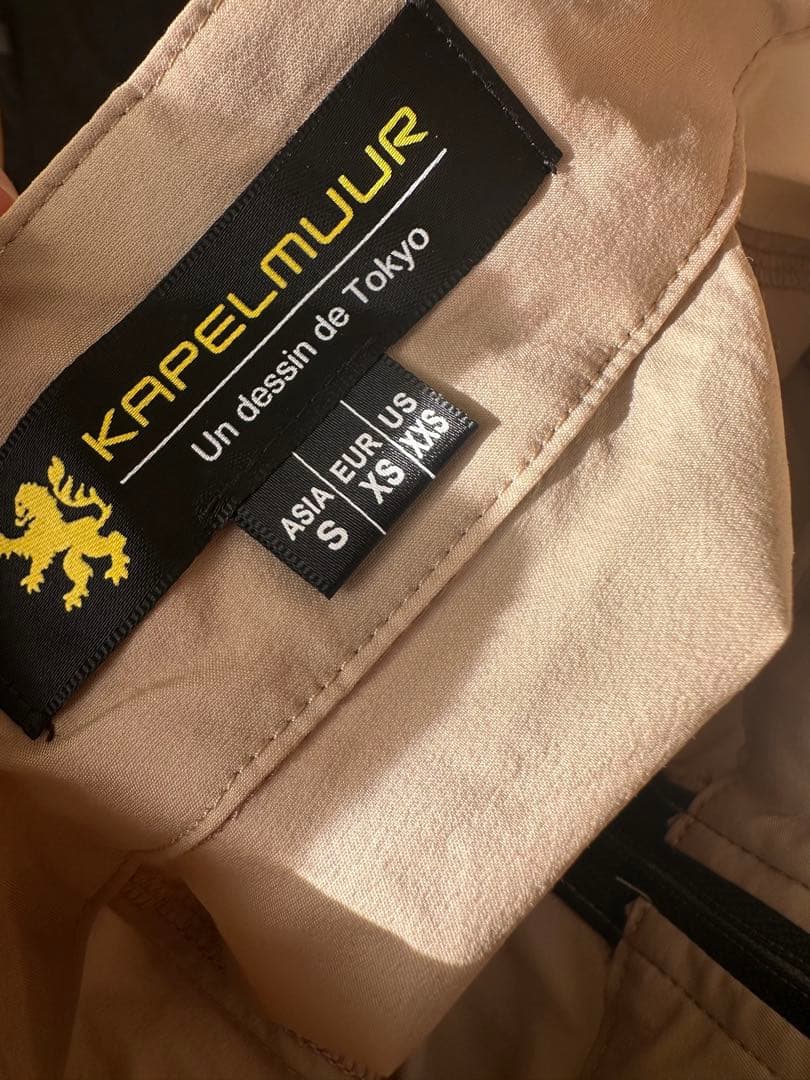 KAPELMUUR
Un dessin de Tokyo
ASIA EUR US
S XS XXS